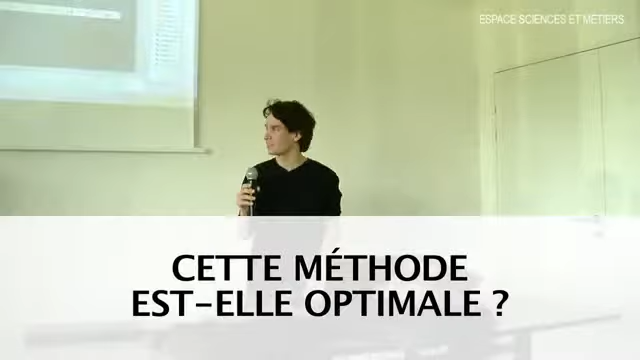 ESPACE SCIENCES ET MÉTIERS
CETTE MÉTHODE
EST-ELLE OPTIMALE ?